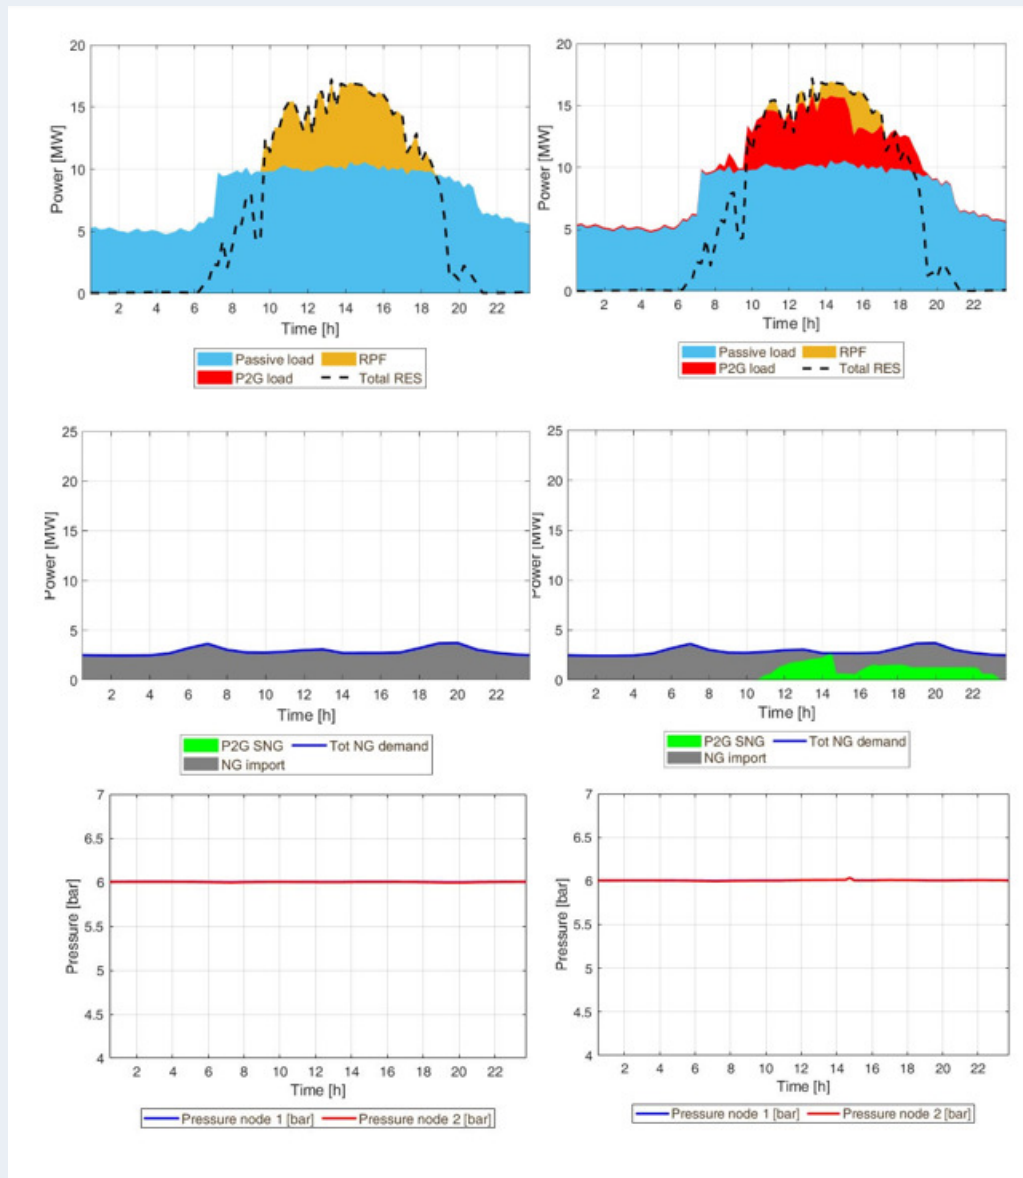 20
15
10
5
0
Power [MW]
2 4 6 8 10 12 14 16 18 20 22
Time [h]
Passive load RPF
P2G load Total RES
20
15
10
5
0
Power [MW]
2 4 6 8 10 12 14 16 18 20 22
Time [h]
Passive load RPF
P2G load Total RES
25
20
15
10
5
0
Power [MW]
2 4 6 8 10 12 14 16 18 20 22
Time [h]
P2G SNG Tot NG demand
NG import
25
20
15
10
5
0
Power [MW]
2 4 6 8 10 12 14 16 18 20 22
Time [h]
P2G SNG Tot NG demand
NG import
7
6.5
6
5.5
5
4.5
4
Pressure [bar]
2 4 6 8 10 12 14 16 18 20 22
Time [h]
Pressure node 1 [bar] Pressure node 2 [bar]
7
6.5
6
5.5
5
4.5
4
Pressure [bar]
2 4 6 8 10 12 14 16 18 20 22
Time [h]
Pressure node 1 [bar] Pressure node 2 [bar]